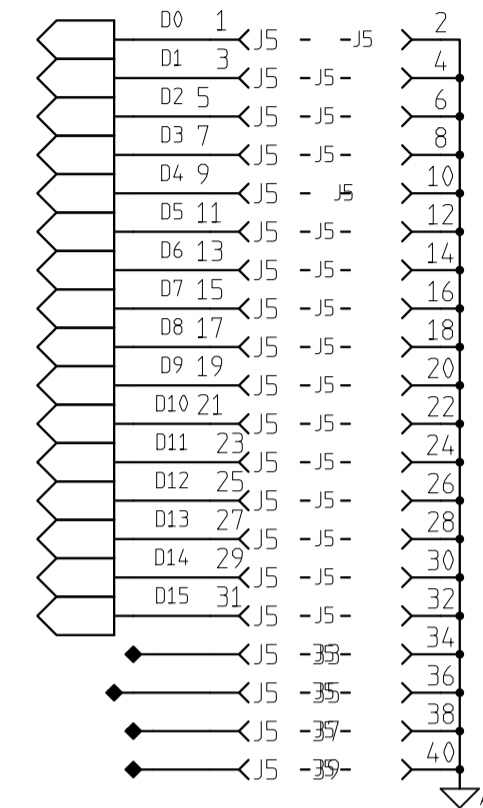 D0 1 J5 - -J5 2
D1 3 J5 -J5- 4
D2 5 J5 -J5- 6
D3 7 J5 -J5- 8
D4 9 J5 - J5 10
D5 11 J5 -J5- 12
D6 13 J5 -J5- 14
D7 15 J5 -J5- 16
D8 17 J5 -J5- 18
D9 19 J5 -J5- 20
D10 21 J5 -J5- 22
D11 23 J5 -J5- 24
D12 25 J5 -J5- 26
D13 27 J5 -J5- 28
D14 29 J5 -J5- 30
D15 31 J5 -J5- 32
J5 34
J5 36
J5 38
J5 40